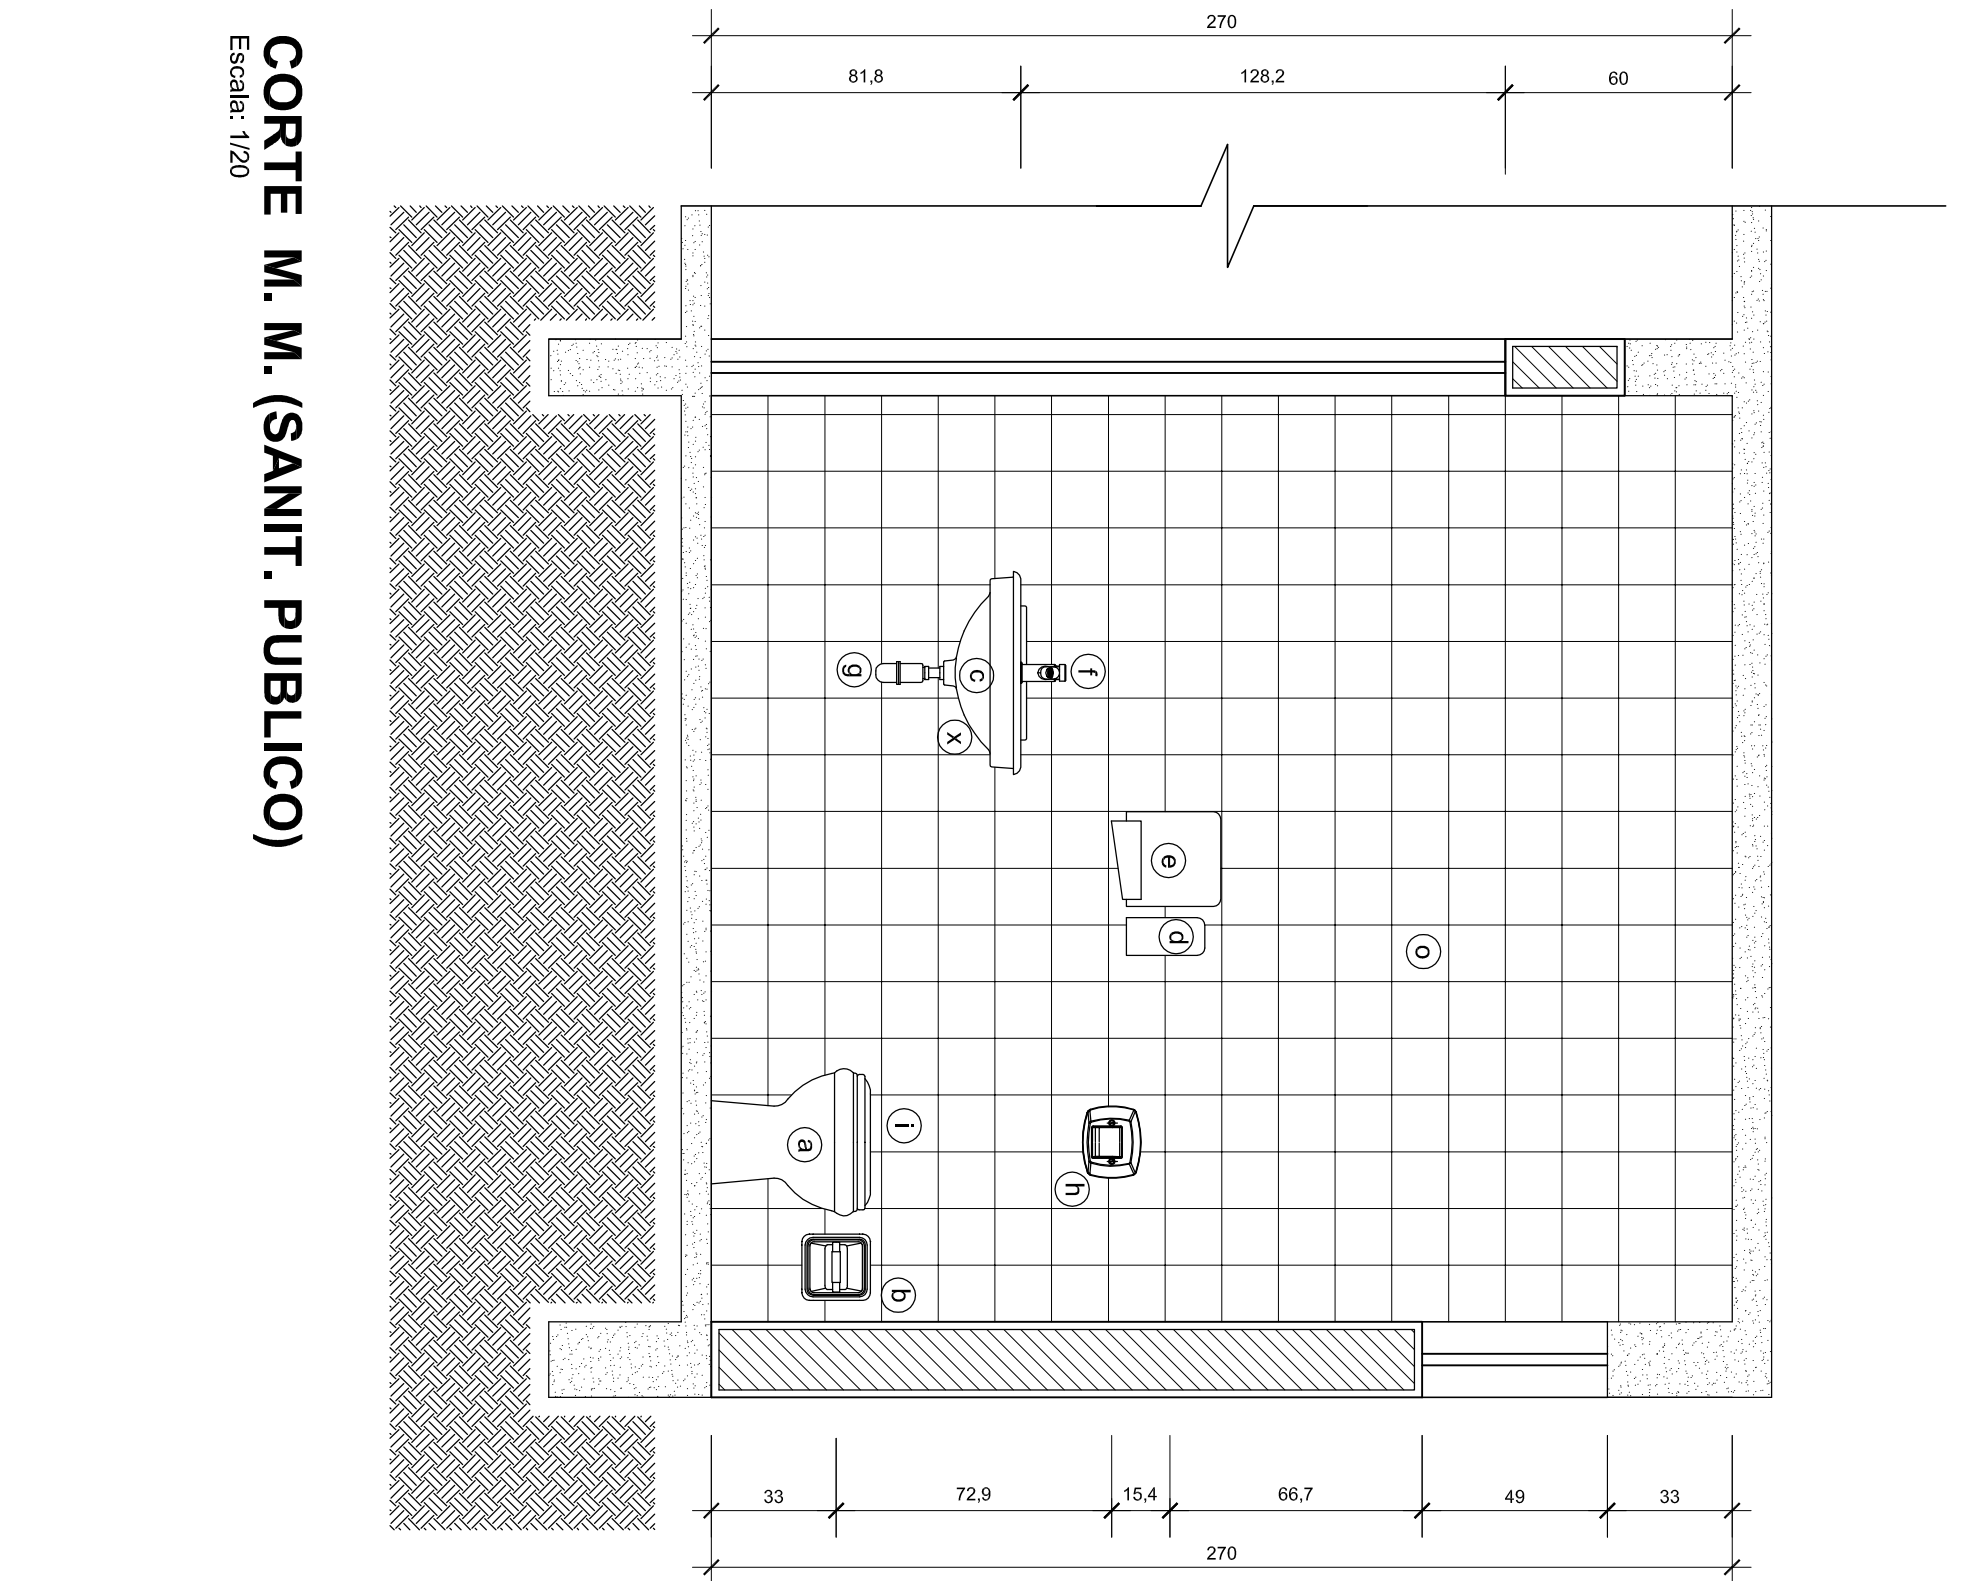 270
81,8
128,2
60
CORTE M. M. (SANIT. PUBLICO)
Escala: 1/20
g
c
f
x
e
d
o
i
a
h
b
33
72,9
15,4
66,7
49
33
270